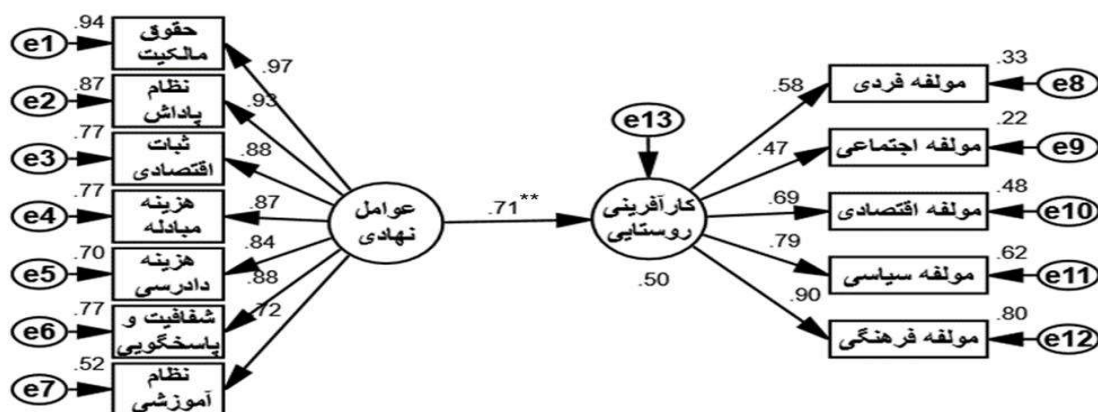 .94
e1
حقوق
مالکیت
.97
.87
e2
نظام
پاداش
.93
.77
e3
ثبات
اقتصادی
.88
.77
e4
هزینه
مبادله
.87
.70
e5
هزینه
دادرسی
.84
.77
e6
شفافیت و
پاسخگویی
.88
.52
e7
نظام
آموزشی
.72
عوامل
نهادی
.71**
e13
کارآفرینی
روستایی
.50
.58
مولفه فردی
.33
e8
.47
مولفه اجتماعی
.22
e9
.69
مولفه اقتصادی
.48
e10
.79
مولفه سیاسی
.62
e11
.90
مولفه فرهنگی
.80
e12